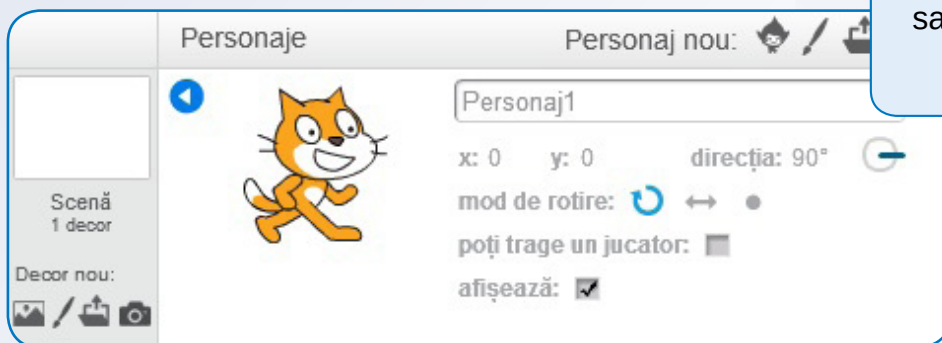 Personaje
Personaj nou:
Personaj1
x: 0 y: 0 direcția: 90°
mod de rotire:
poți trage un jucator:
afișează:
Scenă
1 decor
Decor nou: